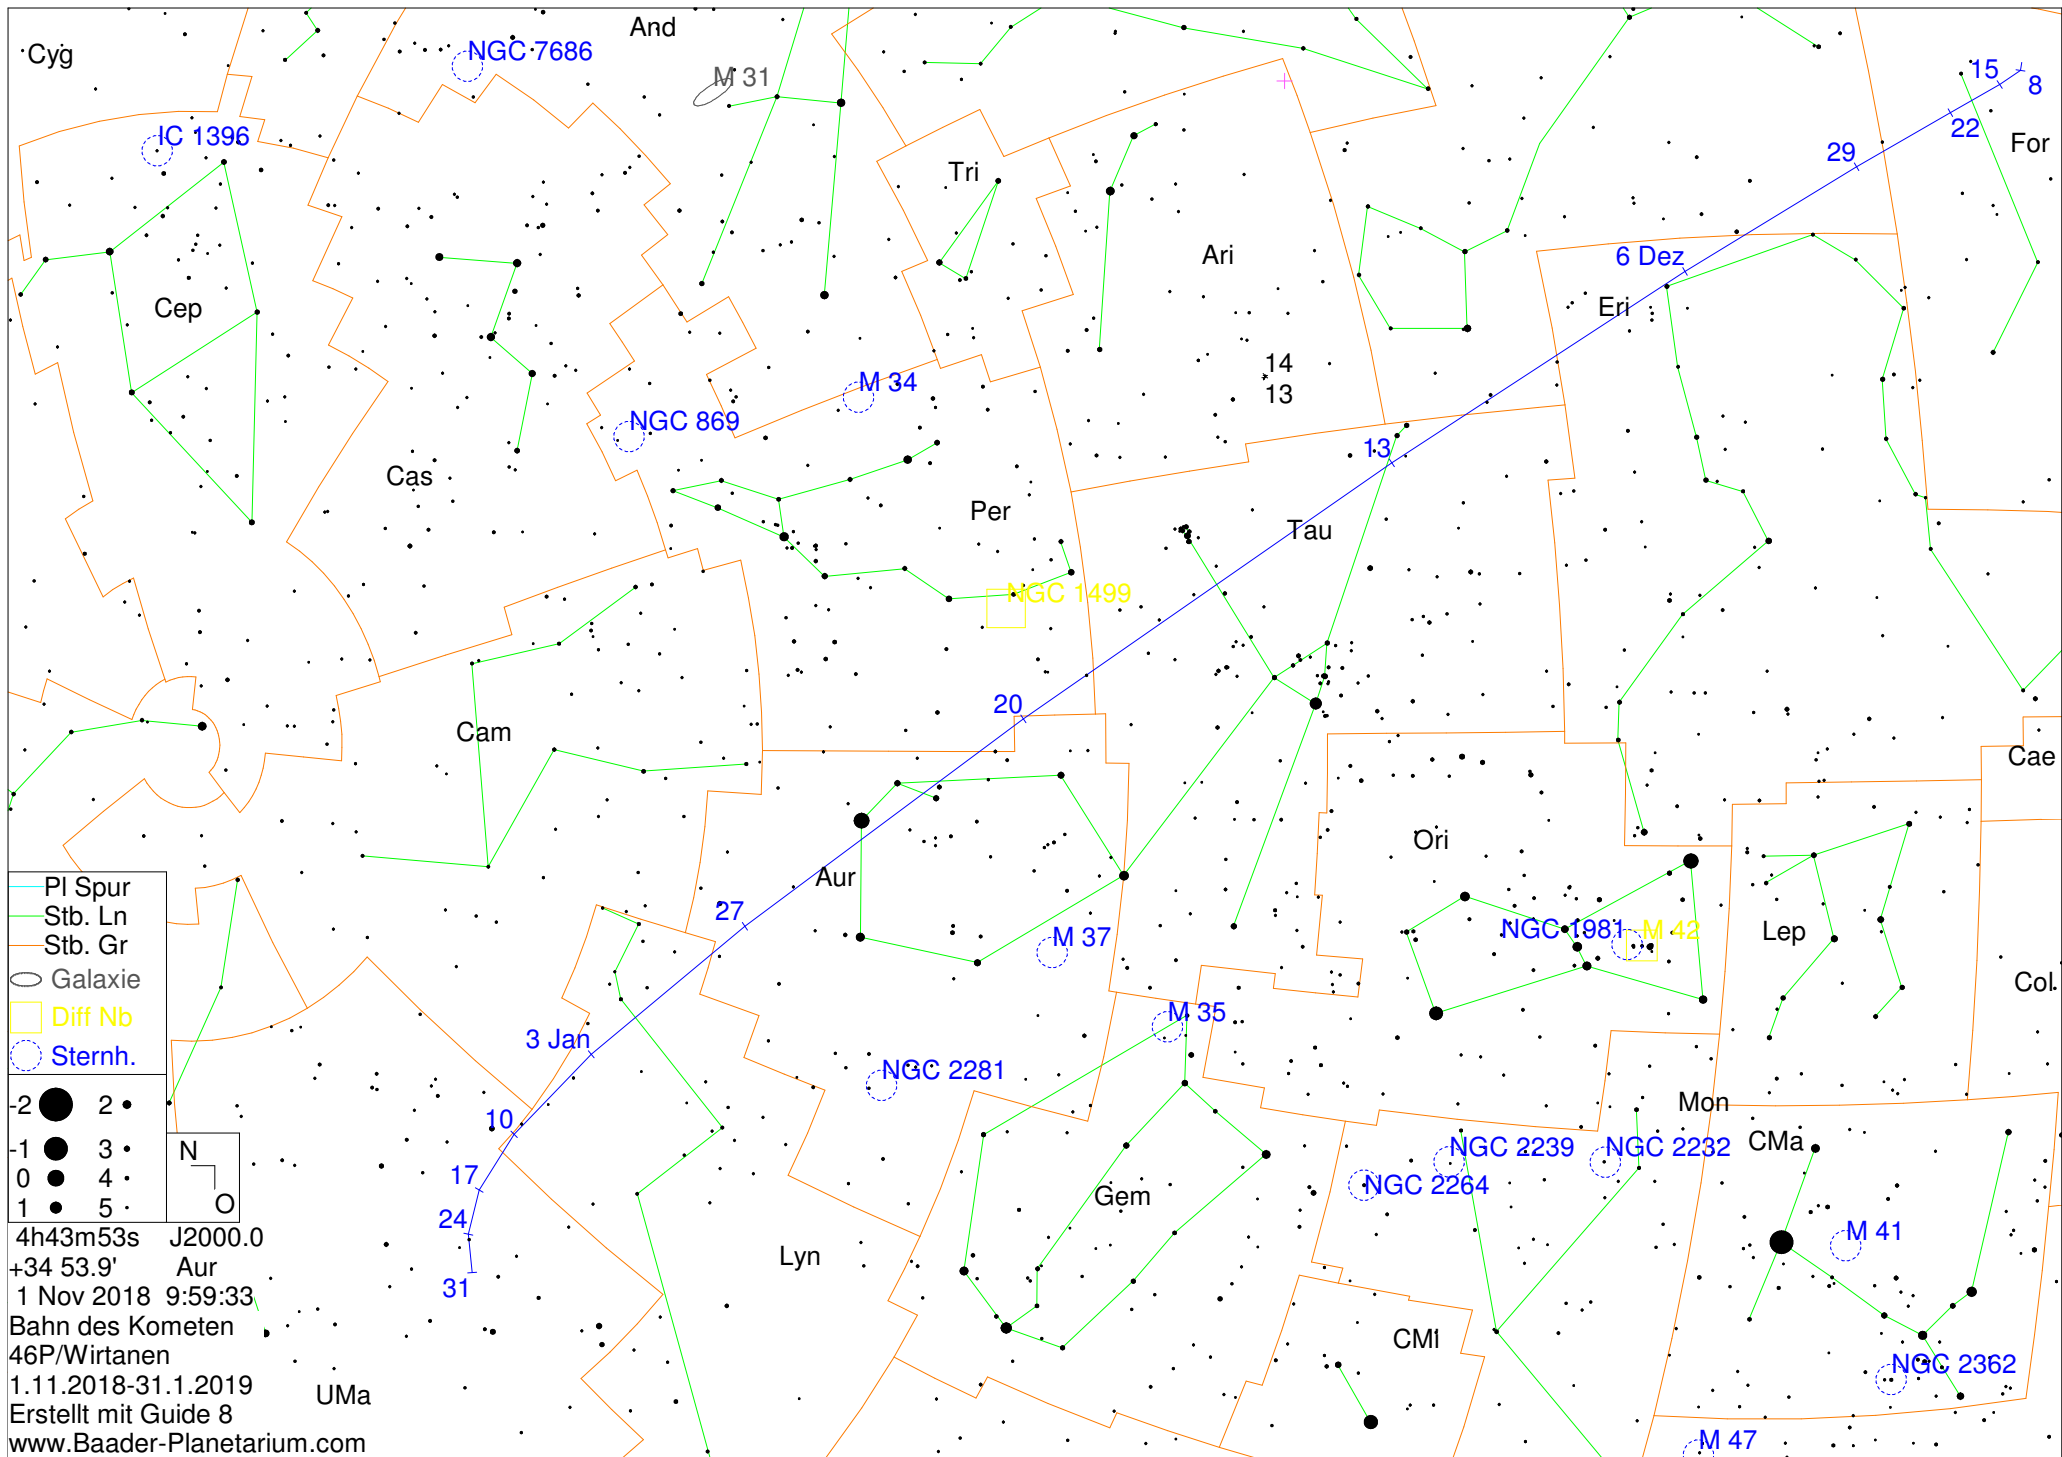 And
Cyg
NGC 7686
M 31
15
8
22
For
IC 1396
29
Tri
Ari
6 Dez
Eri
Cep
14
13
M 34
NGC 869
13
Cas
Per
Tau
NGC 1499
20
Cam
Cae
Ori
Aur
27
M 37
NGC 1981
M 42
Lep
Col
M 35
3 Jan
NGC 2281
10
Mon
CMa
NGC 2239
NGC 2232
NGC 2264
17
Gem
24
M 41
Lyn
31
CMi
NGC 2362
UMa
M 47
Pl Spur
Stb. Ln
Stb. Gr
Galaxie
Diff Nb
Sternh.
-2 2
-1 3
0 4
1 5
N
O
4h43m53s J2000.0
+34 53.9' Aur
1 Nov 2018 9:59:33
Bahn des Kometen
46P/Wirtanen
1.11.2018-31.1.2019
Erstellt mit Guide 8
www.Baader-Planetarium.com